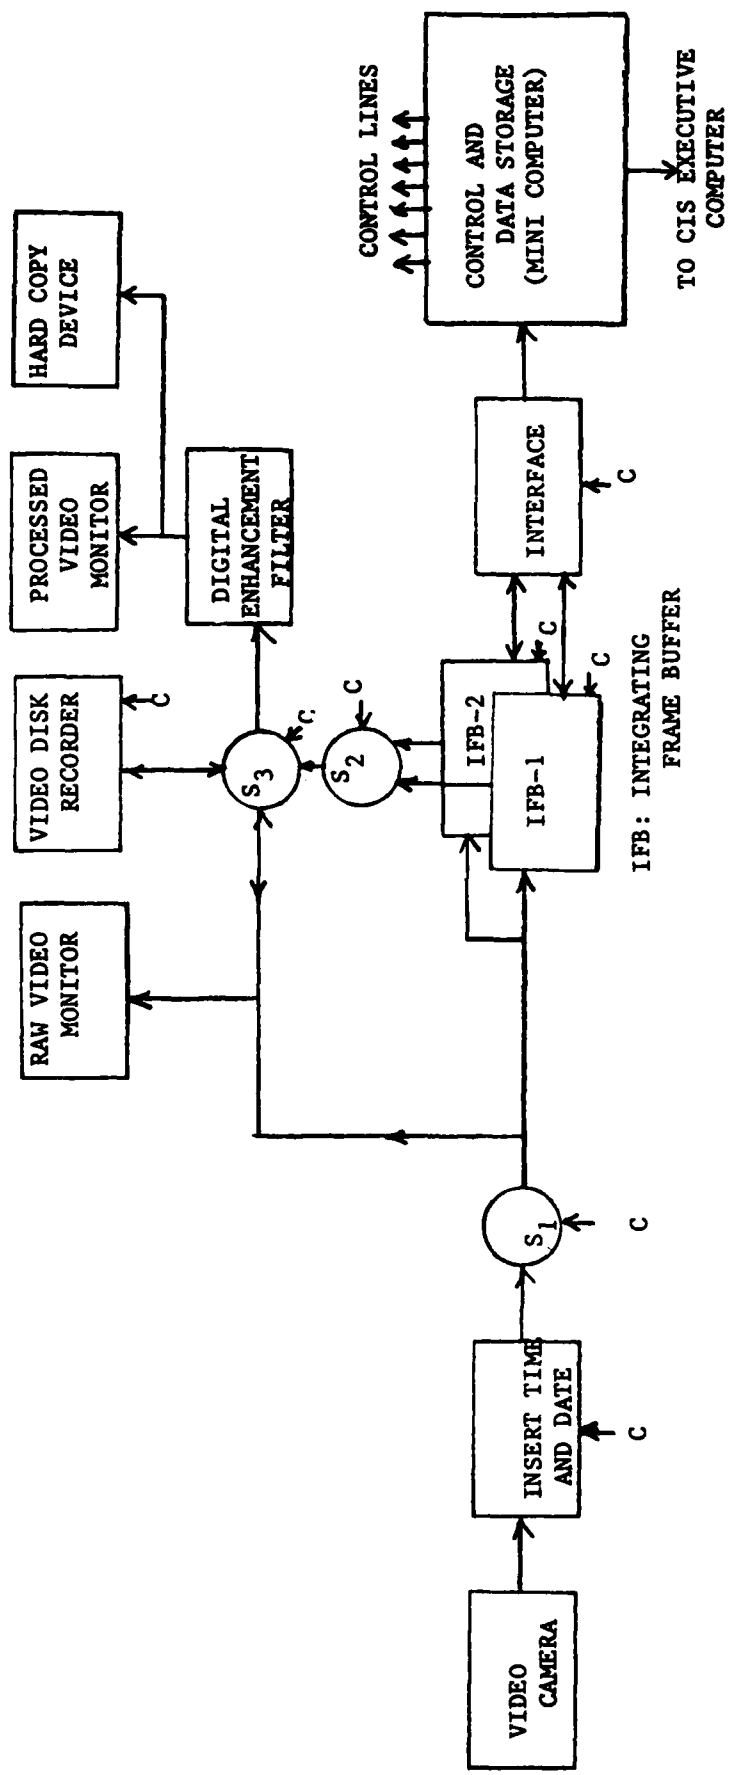 RAW VIDEO
MONITOR
VIDEO DISK
RECORDER
C
PROCESSED
VIDEO
MONITOR
HARD COPY
DEVICE
DIGITAL
ENHANCEMENT
FILTER
S3
C
S2
C
CONTROL LINES
VIDEO
CAMERA
INSERT TIME
AND DATE
C
S1
C
IFB-2
C
IFB-1
C
INTERFACE
C
CONTROL AND
DATA STORAGE
(MINI COMPUTER)
TO CIS EXECUTIVE
COMPUTER
IFB: INTEGRATING
FRAME BUFFER